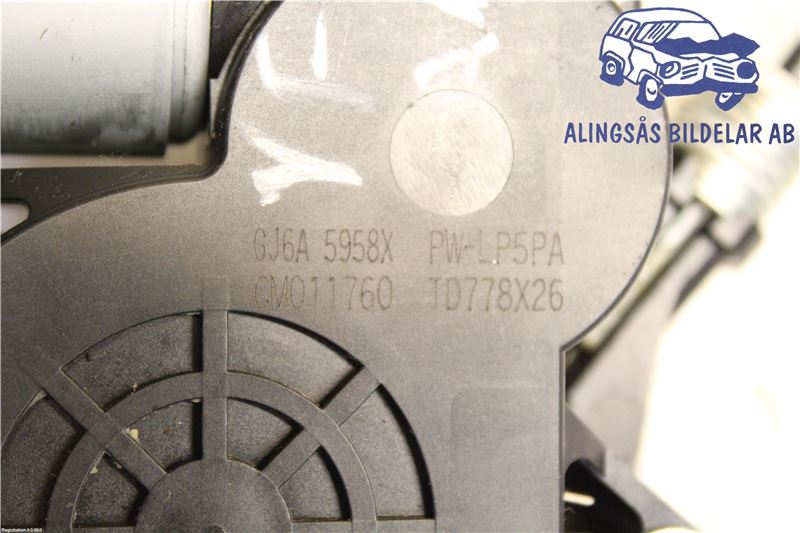 ALINGSÅS BILDELAR AB
GJ6A 5958X PW-LP5PA
CM011760 TD778X26